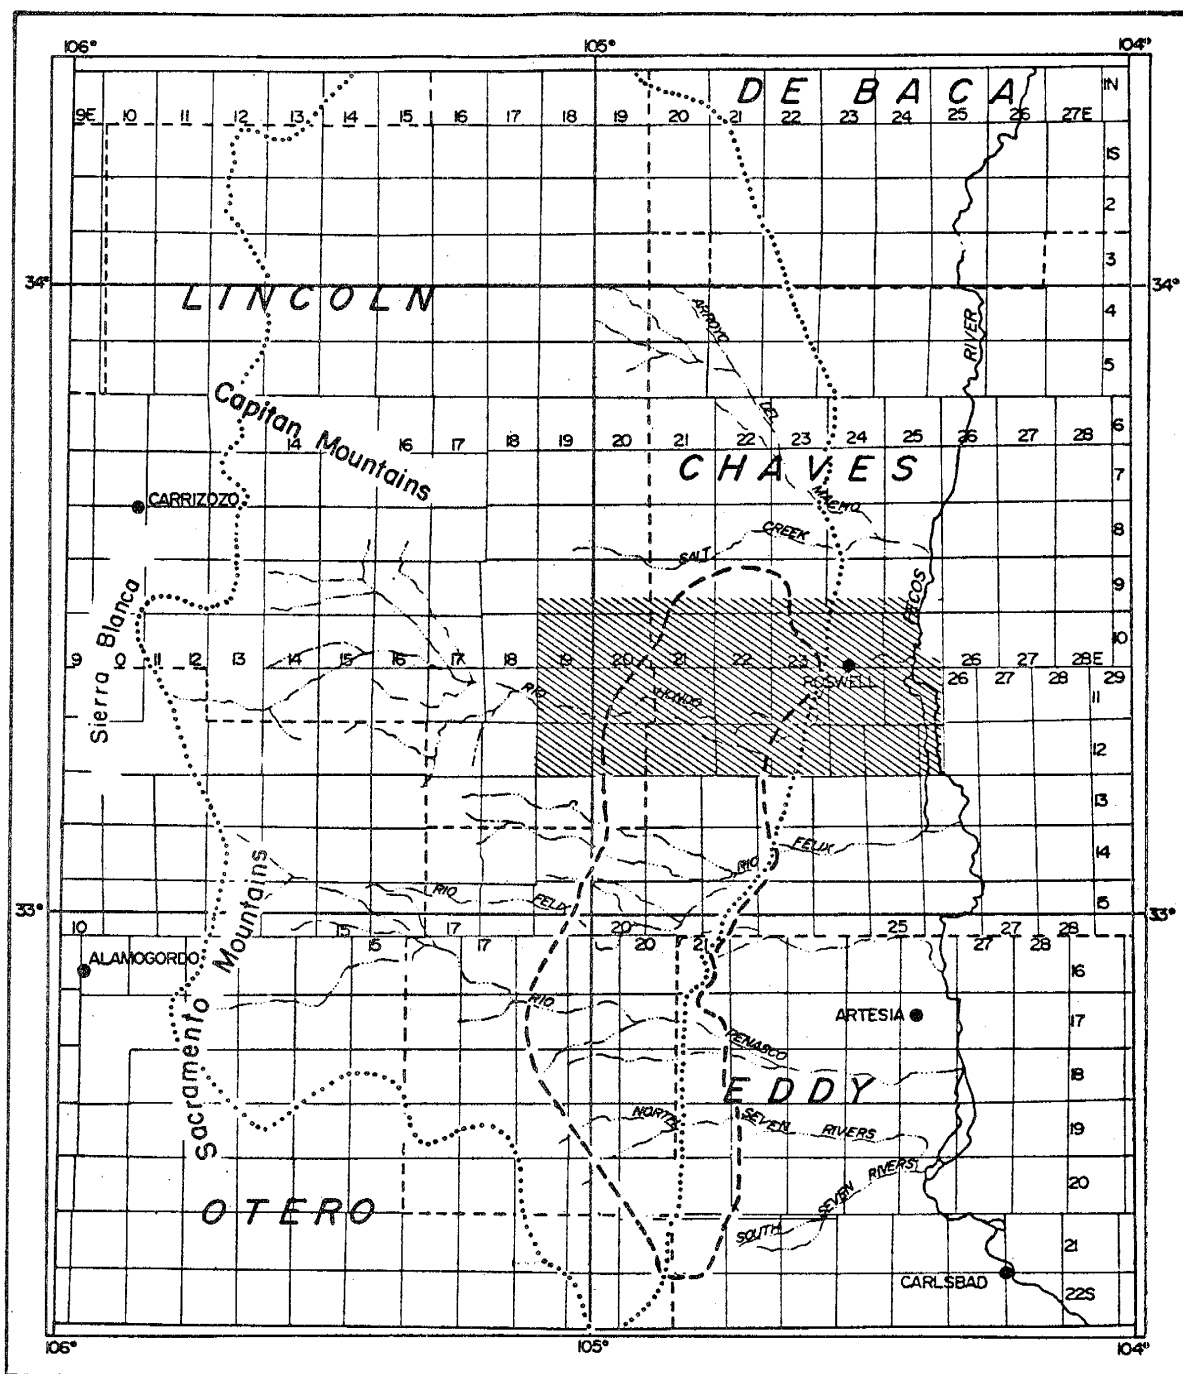 106° 105° 104°
DE BACA
1N
9E 10 11 12 13 14 15 16 17 18 19 20 21 22 23 24 25 26 27E
1S
2
3
34° 34°
LINCOLN
4
ARROYO
RIVER
5
DEL
Capitan Mountains
6
14 16 17 18 19 20 21 22 23 24 25 26 27 28
CHAVES
7
MACHO
CARRIZOZO
8
CREEK
SALT
PECOS
9
Sierra Blanca
10
9 10 11 12 13 14 15 16 17 18 19 20 21 22 23 26 27 28E
ROSWELL
26 27 28 29
RIO HONDO
11
12
13
RIO FELIX
14
RIO FELIX
33° 33°
15
10 15 16 17 17 20 20 21 25 27 27 28 28
ALAMOGORDO
16
Sacramento Mountains
RIO
ARTESIA
17
PENASCO
18
EDDY
NORTH SEVEN RIVERS
19
SOUTH SEVEN RIVERS
20
OTERO
21
CARLSBAD
22S
106° 105° 104°